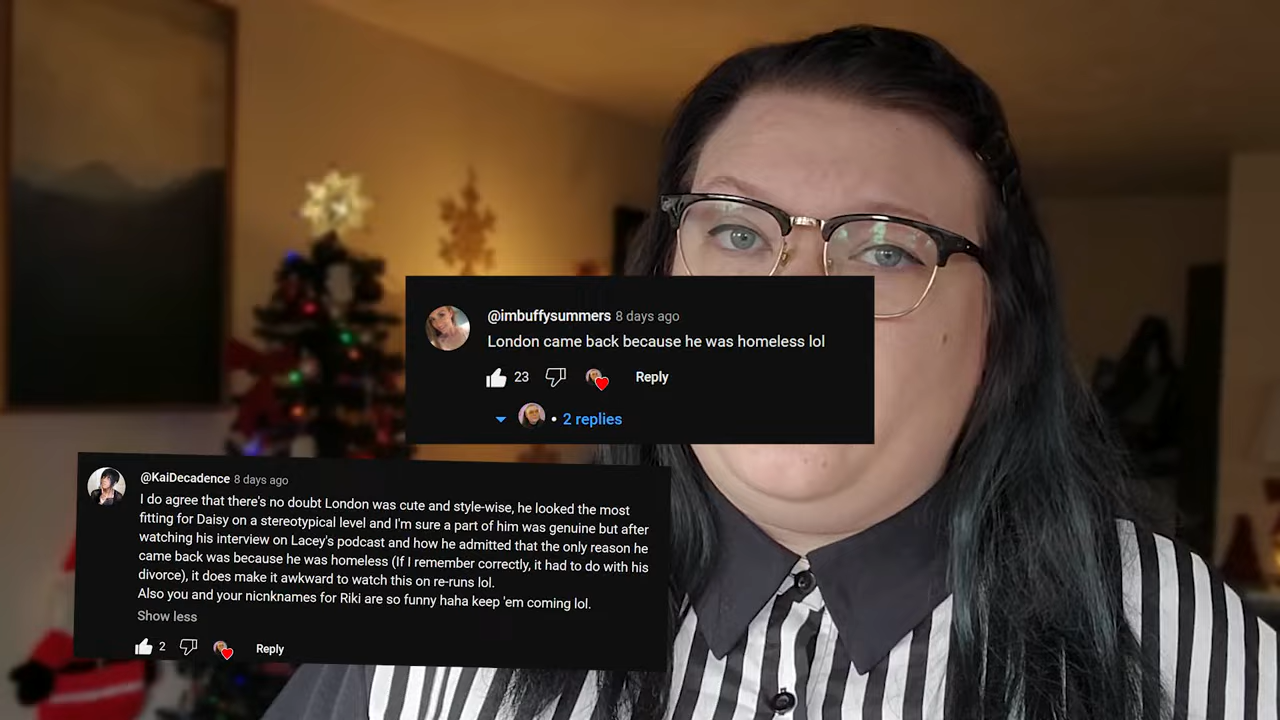 @imbuffysummers 8 days ago
London came back because he was homeless lol
23 Reply
• 2 replies
@KaiDecadence 8 days ago
I do agree that there's no doubt London was cute and style-wise, he looked the most
fitting for Daisy on a stereotypical level and I'm sure a part of him was genuine but after
watching his interview on Lacey's podcast and how he admitted that the only reason he
came back was because he was homeless (If I remember correctly, it had to do with his
divorce), it does make it awkward to watch this on re-runs lol.
Also you and your nicnknames for Riki are so funny haha keep 'em coming lol.
Show less
2 Reply